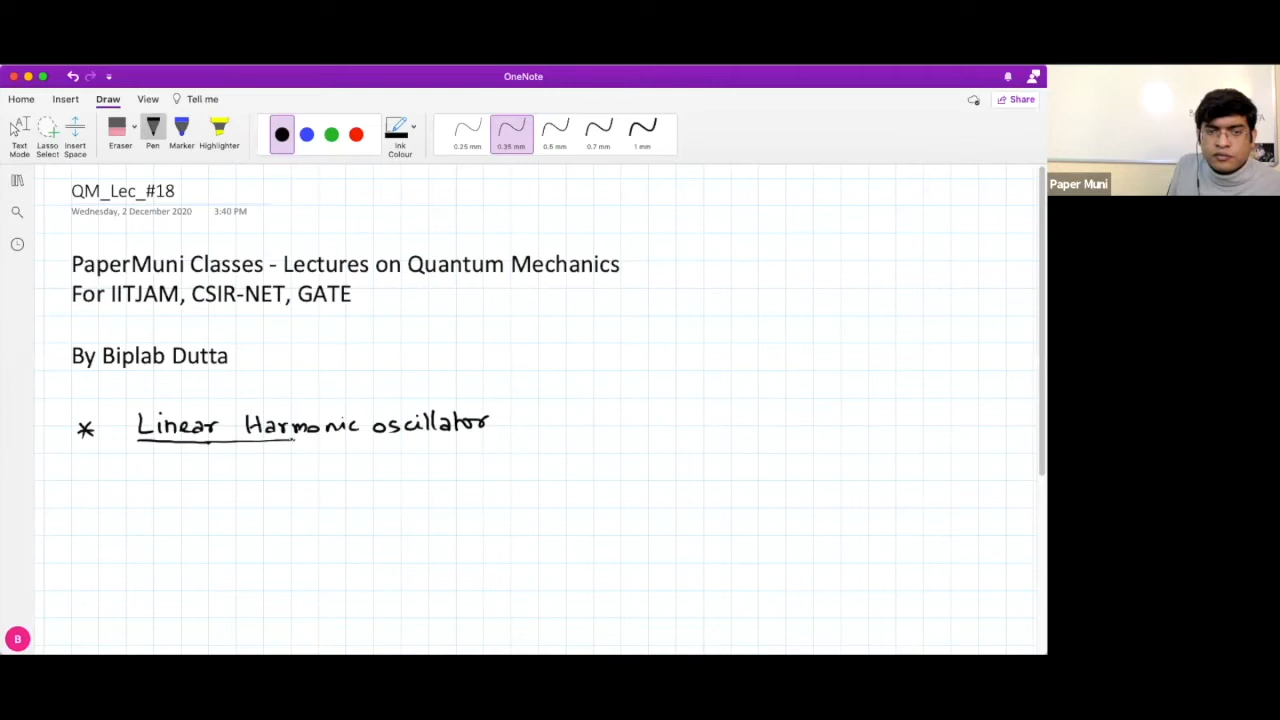 OneNote
Home Insert Draw View Tell me
Share
Text Mode
Lasso Select
Insert Space
Eraser
Pen
Marker
Highlighter
Ink Colour
0.25 mm
0.35 mm
0.5 mm
0.7 mm
1 mm
Paper Muni
QM_Lec_#18
Wednesday, 2 December 2020 3:40 PM
PaperMuni Classes - Lectures on Quantum Mechanics
For IITJAM, CSIR-NET, GATE
By Biplab Dutta
* Linear Harmonic oscillator
B